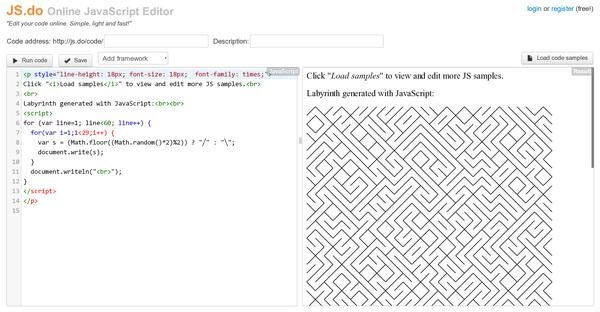 JS.do Online JavaScript Editor
"Edit your code online. Simple, light and fast!"
login or register (free!)
Code address: http://js.do/code/
Description:
Run code
Save
Add framework
Load code samples
JavaScript
1 <p style="line-height: 18px; font-size: 18px;  font-family: times;">
2 Click "<i>Load samples</i>" to view and edit more JS samples.<br>
3 <br>
4 Labyrinth generated with JavaScript:<br><br>
5 <script>
6 for (var line=1; line<60; line++) {
7   for(var i=1;i<29;i++) {
8     var s = (Math.floor((Math.random()*2)%2)) ? "╱" : "╲";
9     document.write(s);
10   }
11   document.writeln("<br>");
12 }
13 </script>
14 </p>
15
Result
Click "Load samples" to view and edit more JS samples.
Labyrinth generated with JavaScript: